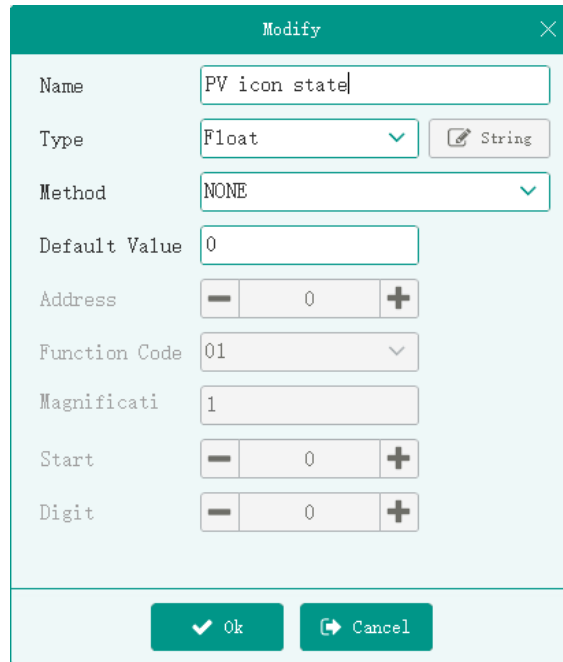 Modify
Name PV icon state
Type Float String
Method NONE
Default Value 0
Address 0
Function Code 01
Magnificati 1
Start 0
Digit 0
Ok Cancel